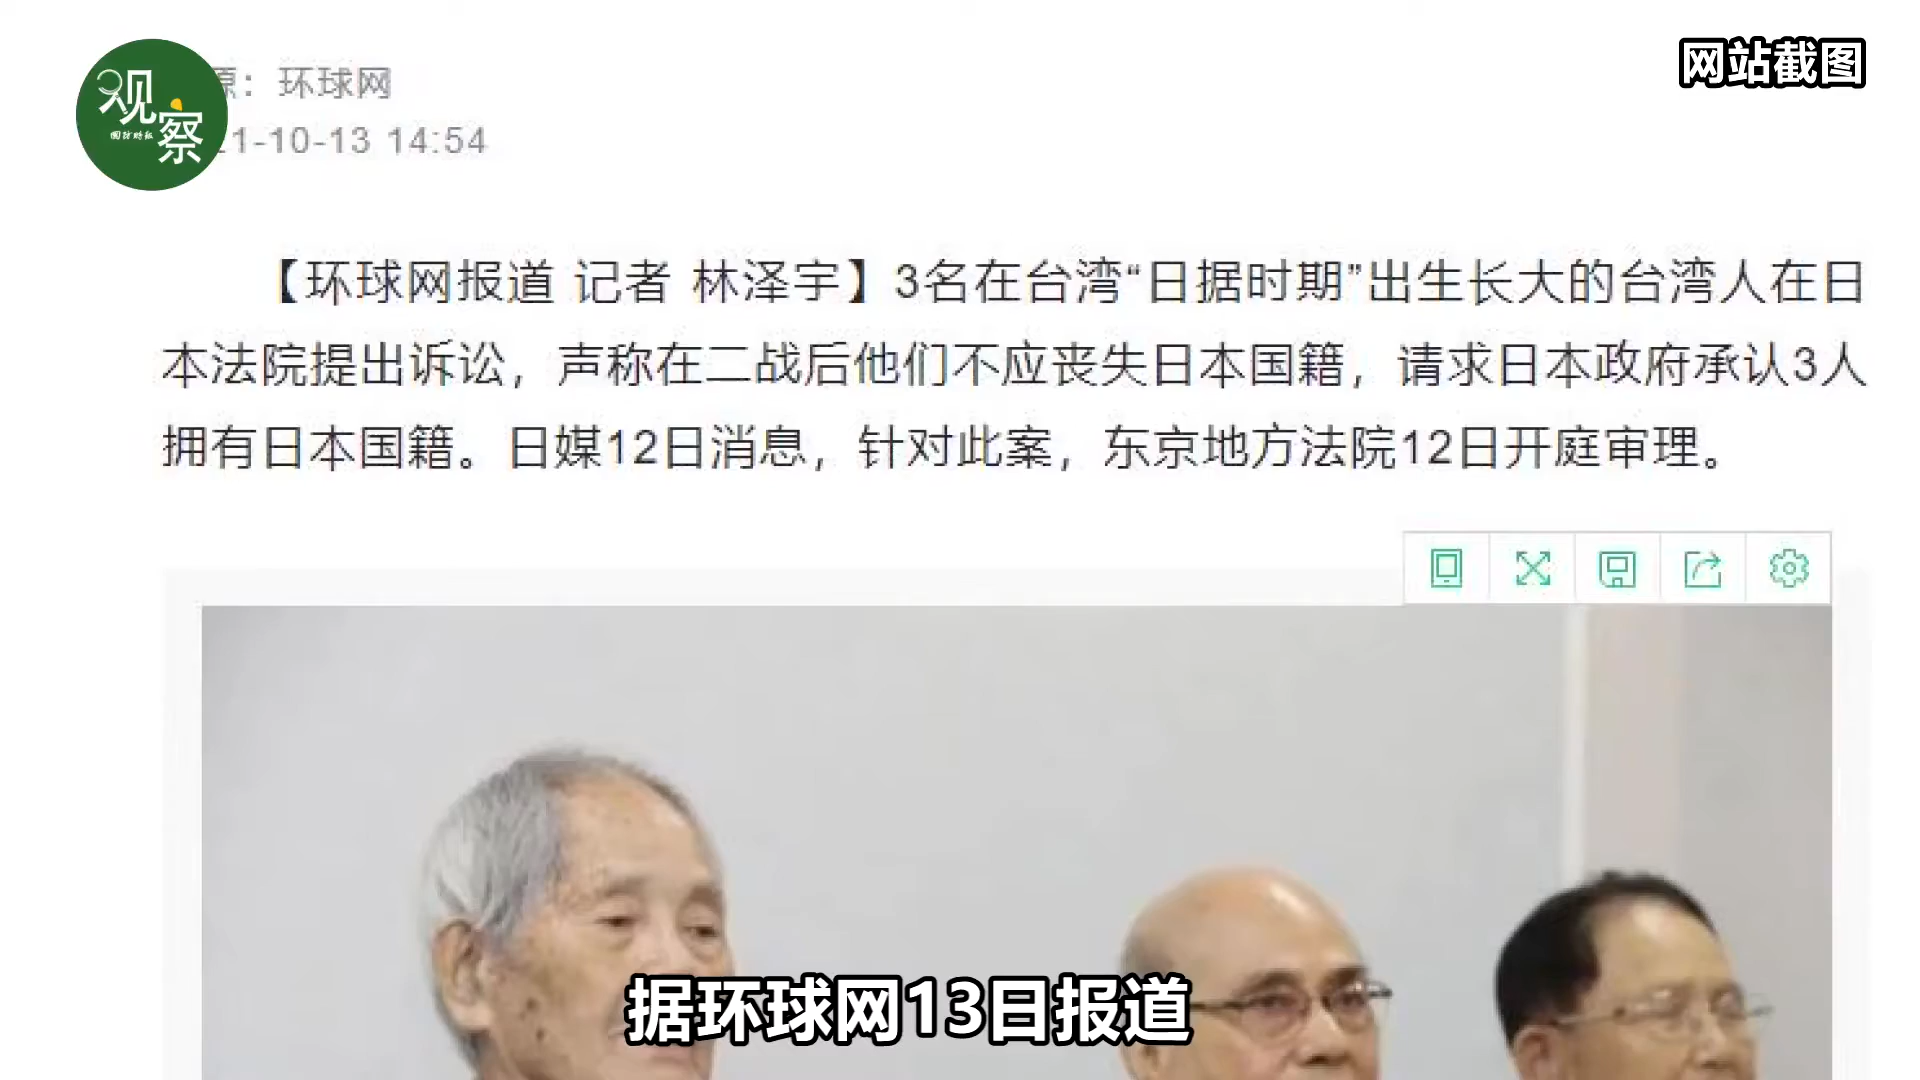 网站截图
观察
国防时报
源：环球网
21-10-13 14:54
【环球网报道 记者 林泽宇】3名在台湾“日据时期”出生长大的台湾人在日
本法院提出诉讼，声称在二战后他们不应丧失日本国籍，请求日本政府承认3人
拥有日本国籍。日媒12日消息，针对此案，东京地方法院12日开庭审理。
据环球网13日报道